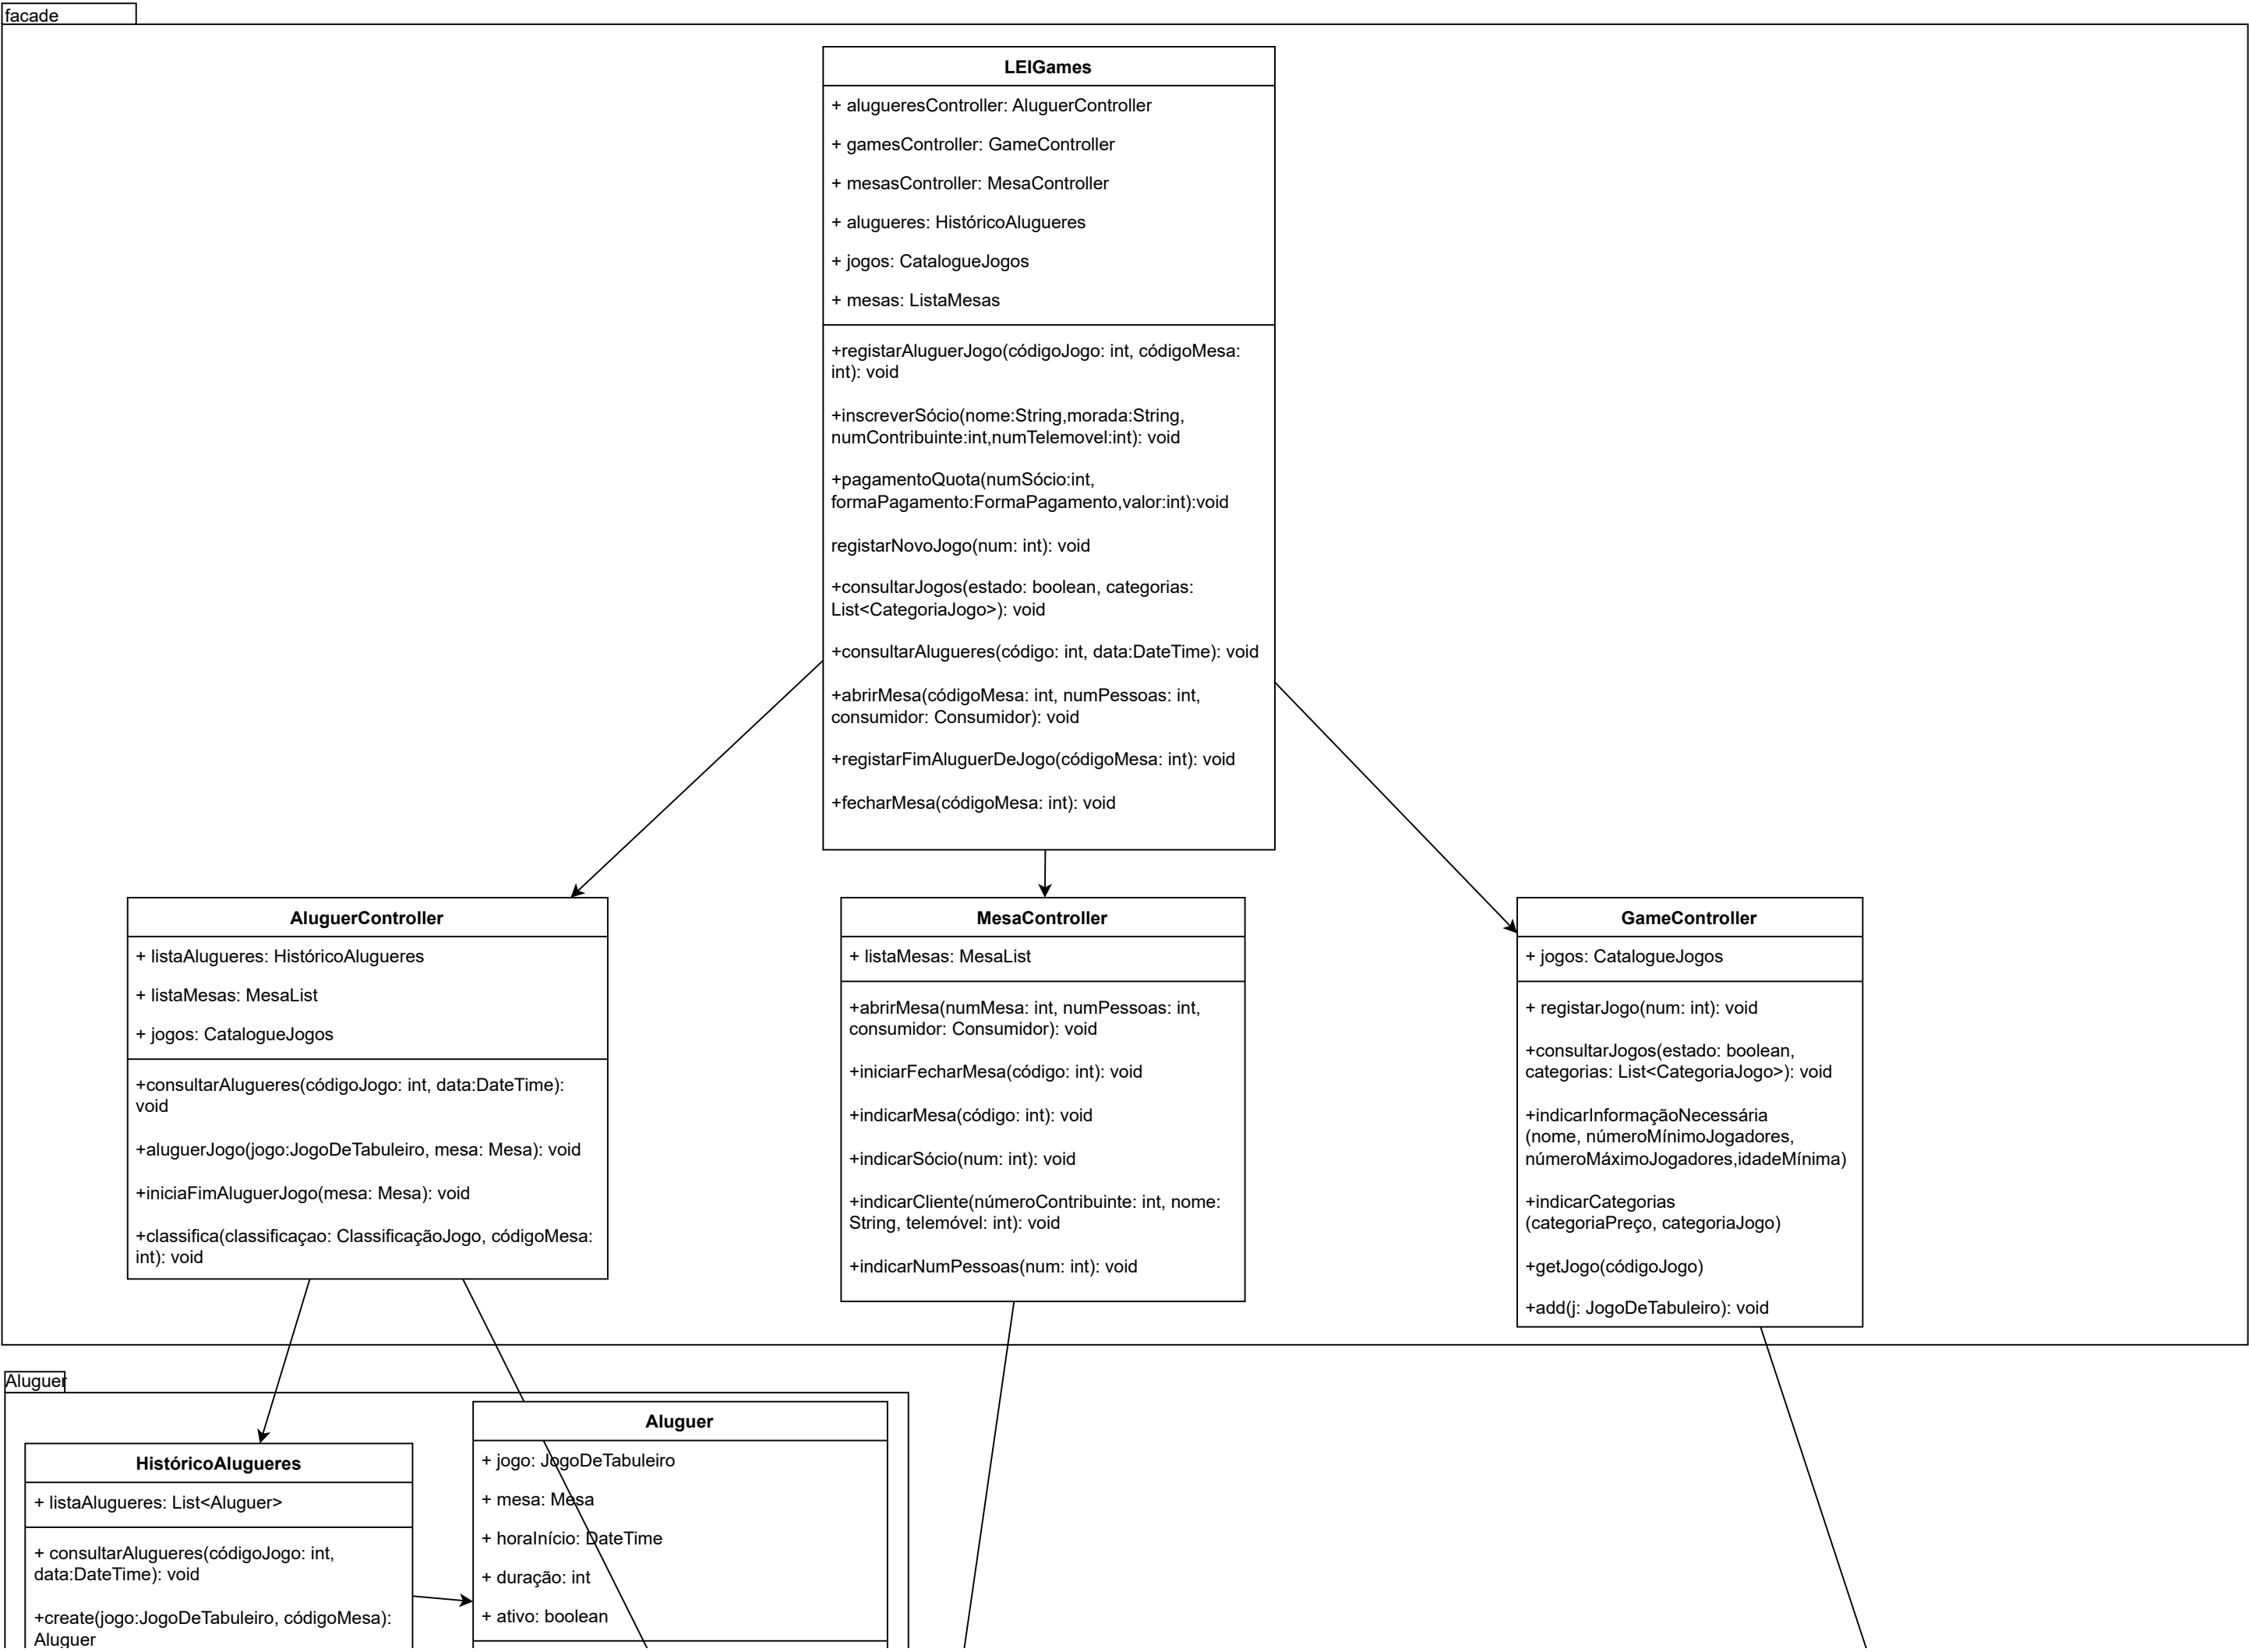 facade
LEIGames
+ alugueresController: AluguerController
+ gamesController: GameController
+ mesasController: MesaController
+ alugueres: HistóricoAlugueres
+ jogos: CatalogueJogos
+ mesas: ListaMesas
+registarAluguerJogo(códigoJogo: int, códigoMesa:
int): void
+inscreverSócio(nome:String,morada:String,
numContribuinte:int,numTelemovel:int): void
+pagamentoQuota(numSócio:int,
formaPagamento:FormaPagamento,valor:int):void
registarNovoJogo(num: int): void
+consultarJogos(estado: boolean, categorias:
List<CategoriaJogo>): void
+consultarAlugueres(código: int, data:DateTime): void
+abrirMesa(códigoMesa: int, numPessoas: int,
consumidor: Consumidor): void
+registarFimAluguerDeJogo(códigoMesa: int): void
+fecharMesa(códigoMesa: int): void
AluguerController
+ listaAlugueres: HistóricoAlugueres
+ listaMesas: MesaList
+ jogos: CatalogueJogos
+consultarAlugueres(códigoJogo: int, data:DateTime):
void
+aluguerJogo(jogo:JogoDeTabuleiro, mesa: Mesa): void
+iniciaFimAluguerJogo(mesa: Mesa): void
+classifica(classificaçao: ClassificaçãoJogo, códigoMesa:
int): void
MesaController
+ listaMesas: MesaList
+abrirMesa(numMesa: int, numPessoas: int,
consumidor: Consumidor): void
+iniciarFecharMesa(código: int): void
+indicarMesa(código: int): void
+indicarSócio(num: int): void
+indicarCliente(númeroContribuinte: int, nome:
String, telemóvel: int): void
+indicarNumPessoas(num: int): void
GameController
+ jogos: CatalogueJogos
+ registarJogo(num: int): void
+consultarJogos(estado: boolean,
categorias: List<CategoriaJogo>): void
+indicarInformaçãoNecessária
(nome, númeroMínimoJogadores,
númeroMáximoJogadores,idadeMínima)
+indicarCategorias
(categoriaPreço, categoriaJogo)
+getJogo(códigoJogo)
+add(j: JogoDeTabuleiro): void
Aluguer
HistóricoAlugueres
+ listaAlugueres: List<Aluguer>
+ consultarAlugueres(códigoJogo: int,
data:DateTime): void
+create(jogo:JogoDeTabuleiro, códigoMesa):
Aluguer
Aluguer
+ jogo: JogoDeTabuleiro
+ mesa: Mesa
+ horaInício: DateTime
+ duração: int
+ ativo: boolean